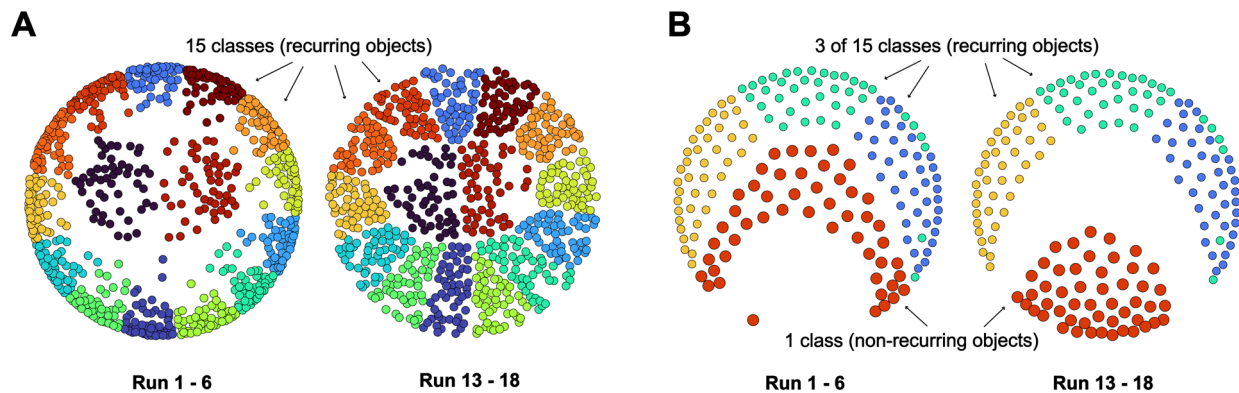 A
15 classes (recurring objects)
Run 1 - 6
Run 13 - 18
B
3 of 15 classes (recurring objects)
1 class (non-recurring objects)
Run 1 - 6
Run 13 - 18